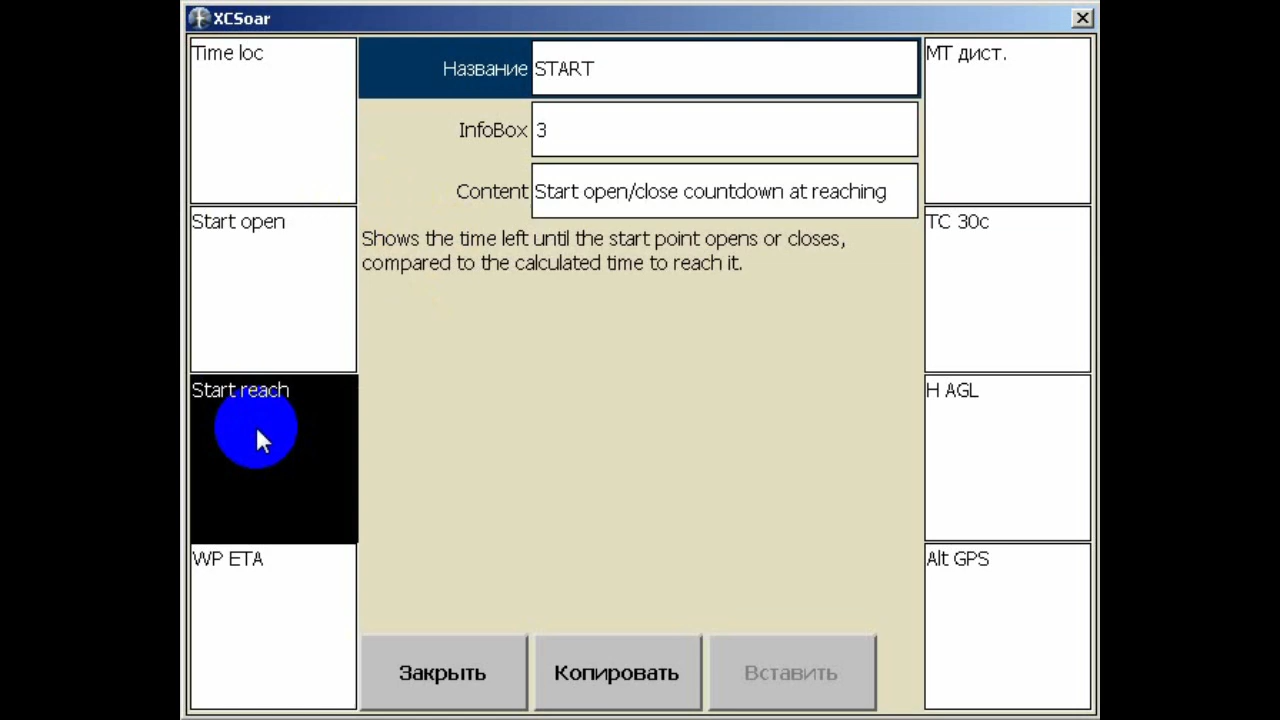 XCSoar
Time loc
Название START
МТ дист.
InfoBox 3
Content Start open/close countdown at reaching
Start open
Shows the time left until the start point opens or closes,
compared to the calculated time to reach it.
TC 30c
Start reach
H AGL
WP ETA
Alt GPS
Закрыть Копировать Вставить